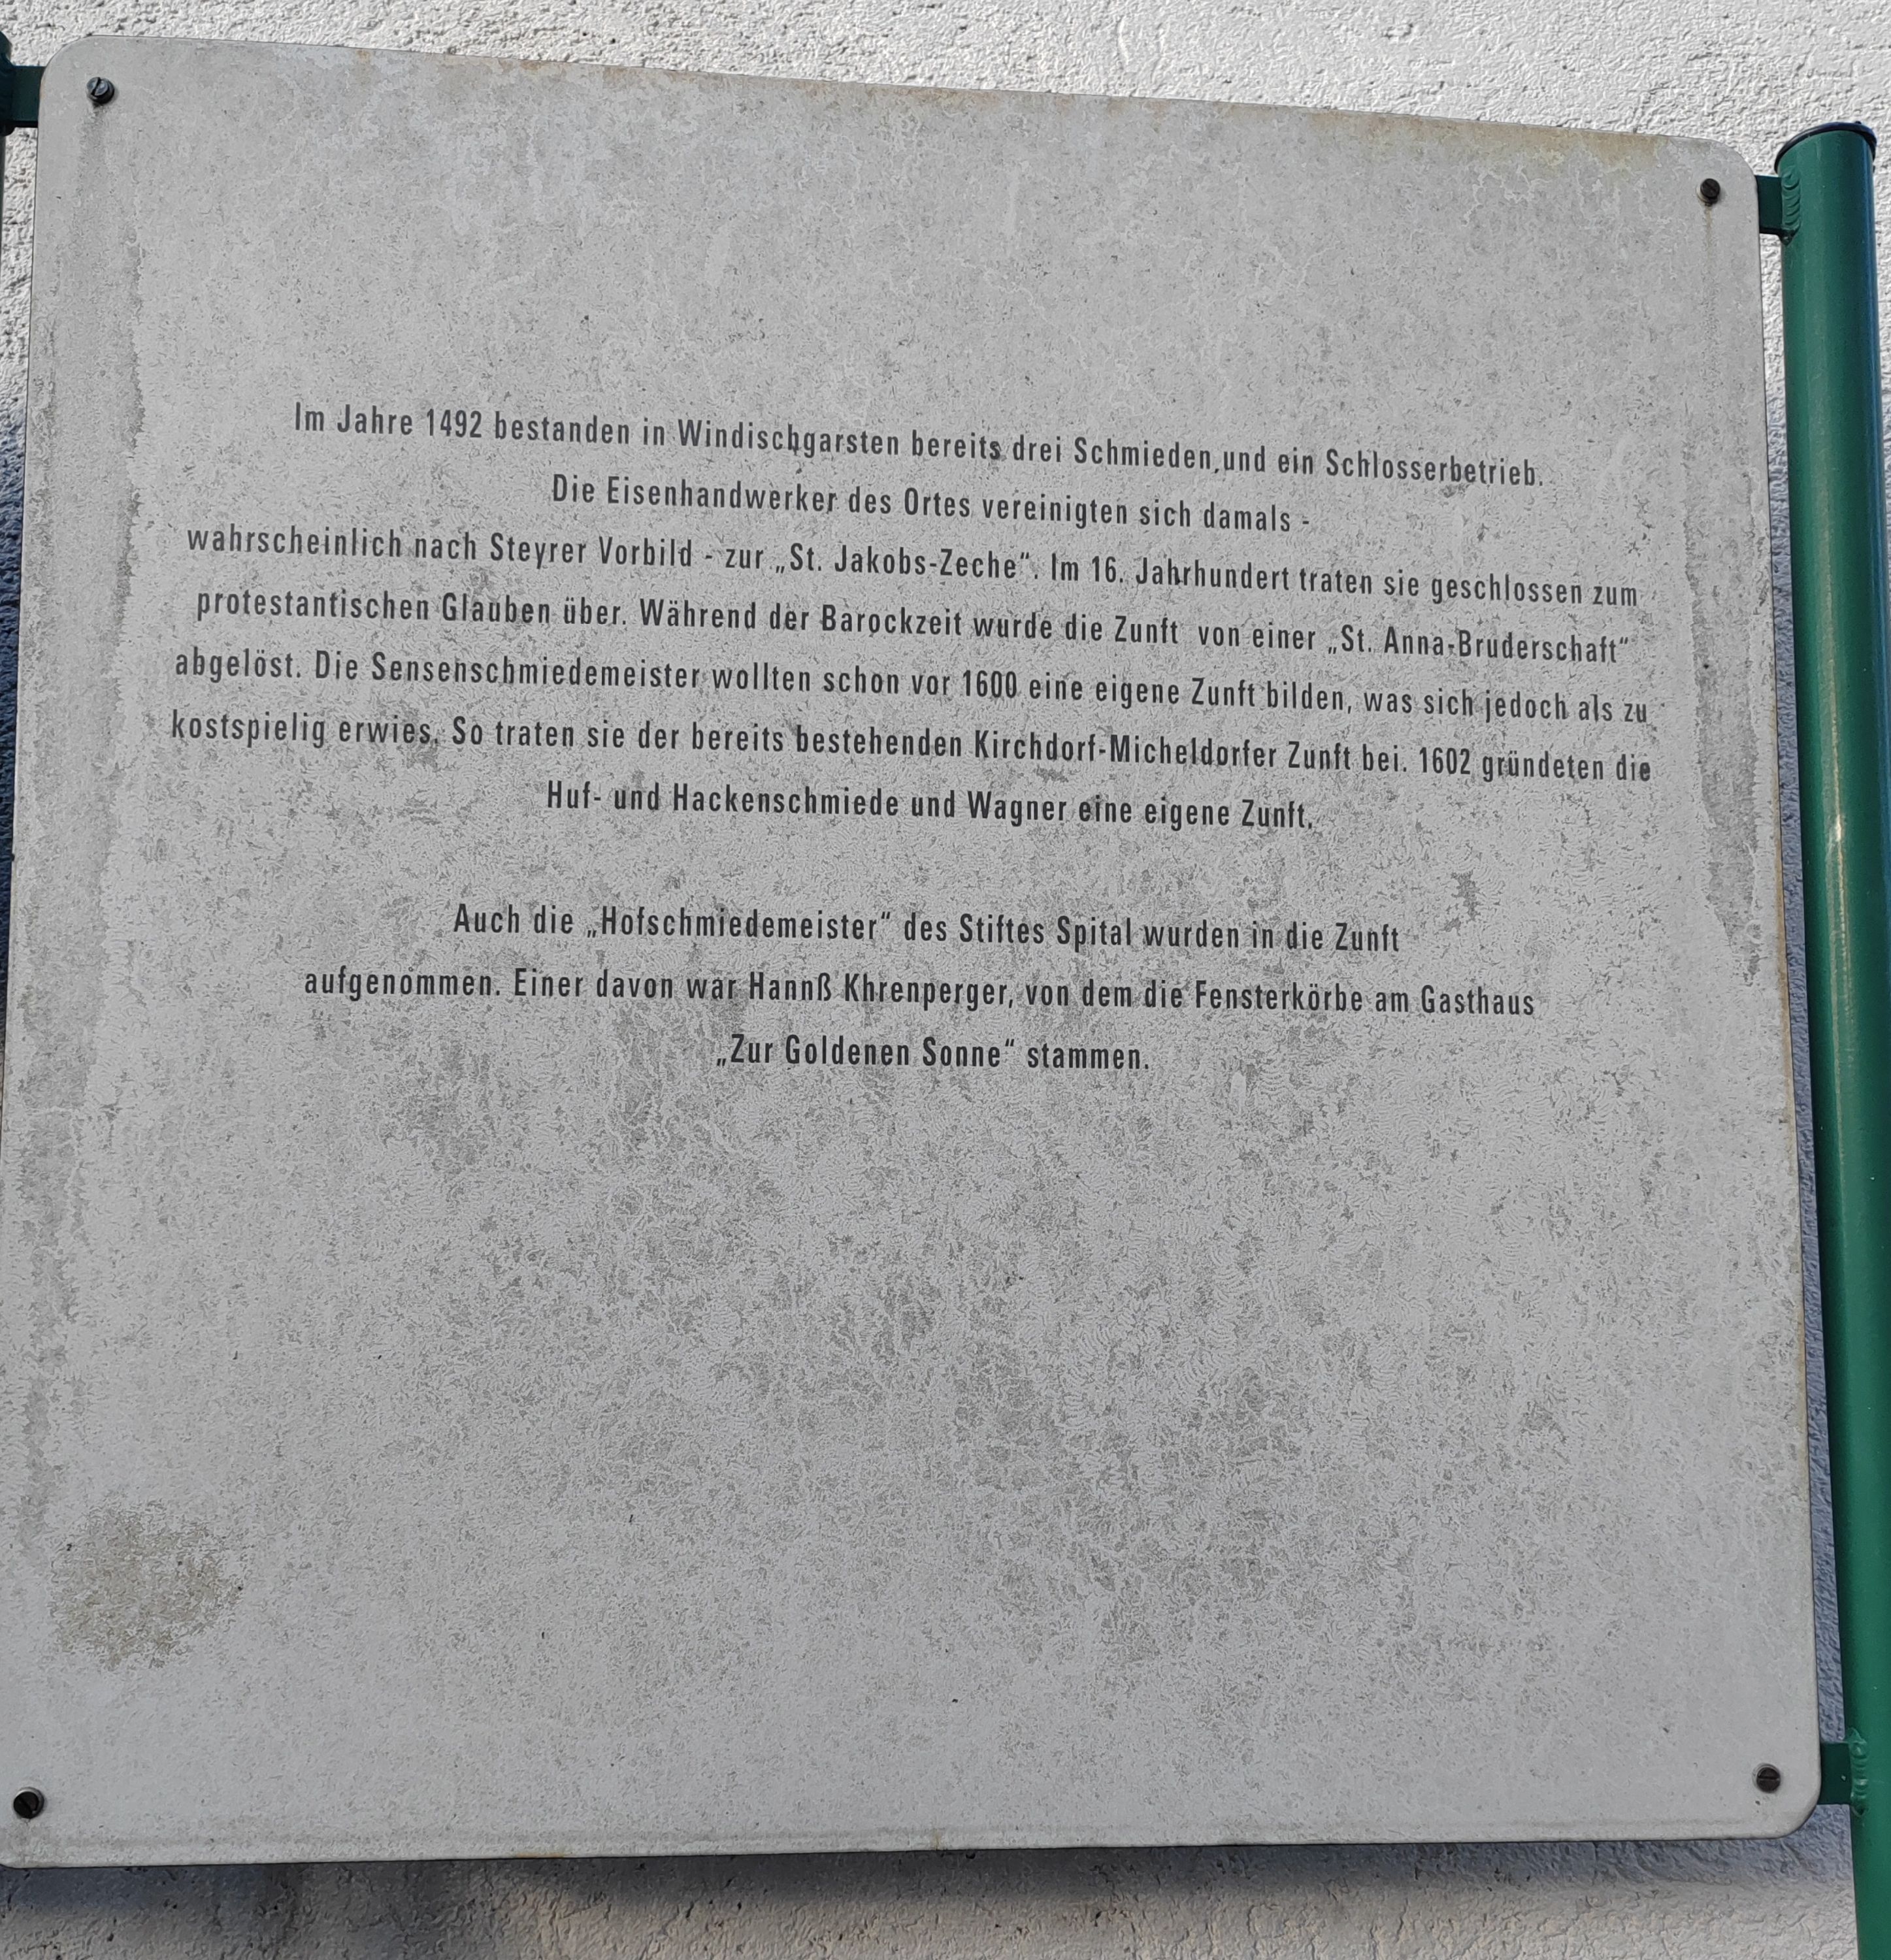 Im Jahre 1492 bestanden in Windischgarsten bereits drei Schmieden und ein Schlosserbetrieb.
Die Eisenhandwerker des Ortes vereinigten sich damals -
wahrscheinlich nach Steyrer Vorbild - zur „St. Jakobs-Zeche“. Im 16. Jahrhundert traten sie geschlossen zum
protestantischen Glauben über. Während der Barockzeit wurde die Zunft von einer „St. Anna-Bruderschaft“
abgelöst. Die Sensenschmiedemeister wollten schon vor 1600 eine eigene Zunft bilden, was sich jedoch als zu
kostspielig erwies. So traten sie der bereits bestehenden Kirchdorf-Micheldorfer Zunft bei. 1602 gründeten die
Huf- und Hackenschmiede und Wagner eine eigene Zunft.
Auch die „Hofschmiedemeister“ des Stiftes Spital wurden in die Zunft
aufgenommen. Einer davon war Hannß Khrenperger, von dem die Fensterkörbe am Gasthaus
„Zur Goldenen Sonne“ stammen.